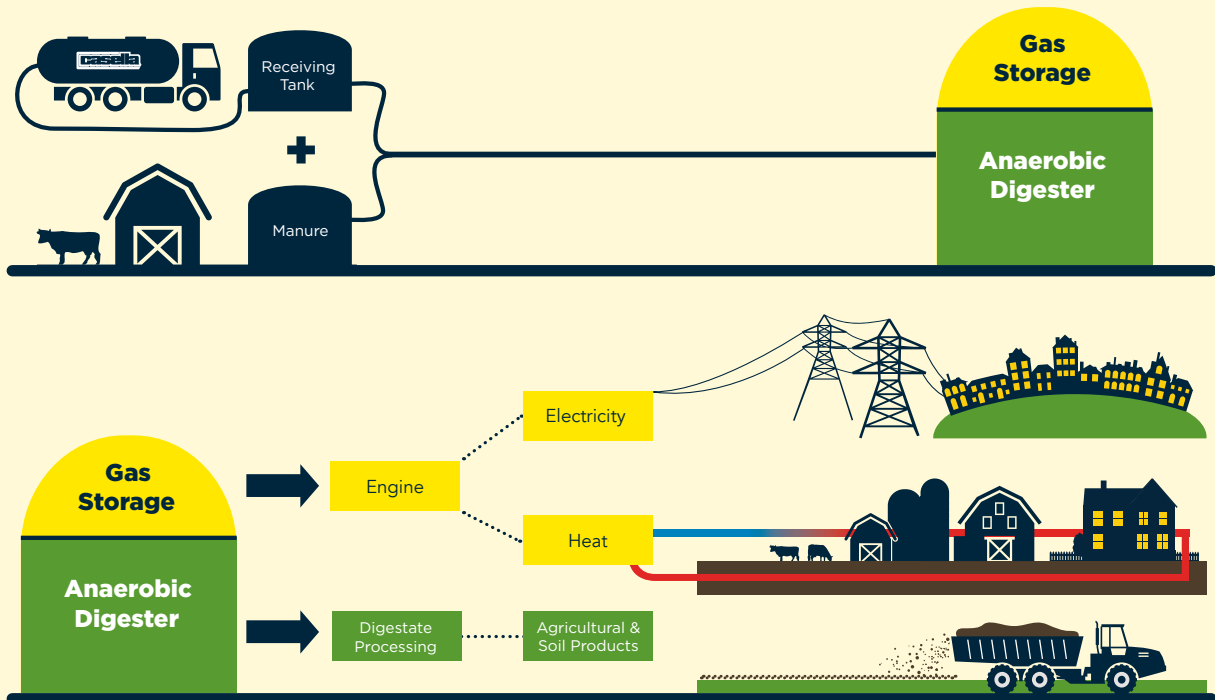 casella
Receiving
Tank
Manure
Gas
Storage
Anaerobic
Digester
Gas
Storage
Anaerobic
Digester
Engine
Electricity
Heat
Digestate
Processing
Agricultural &
Soil Products